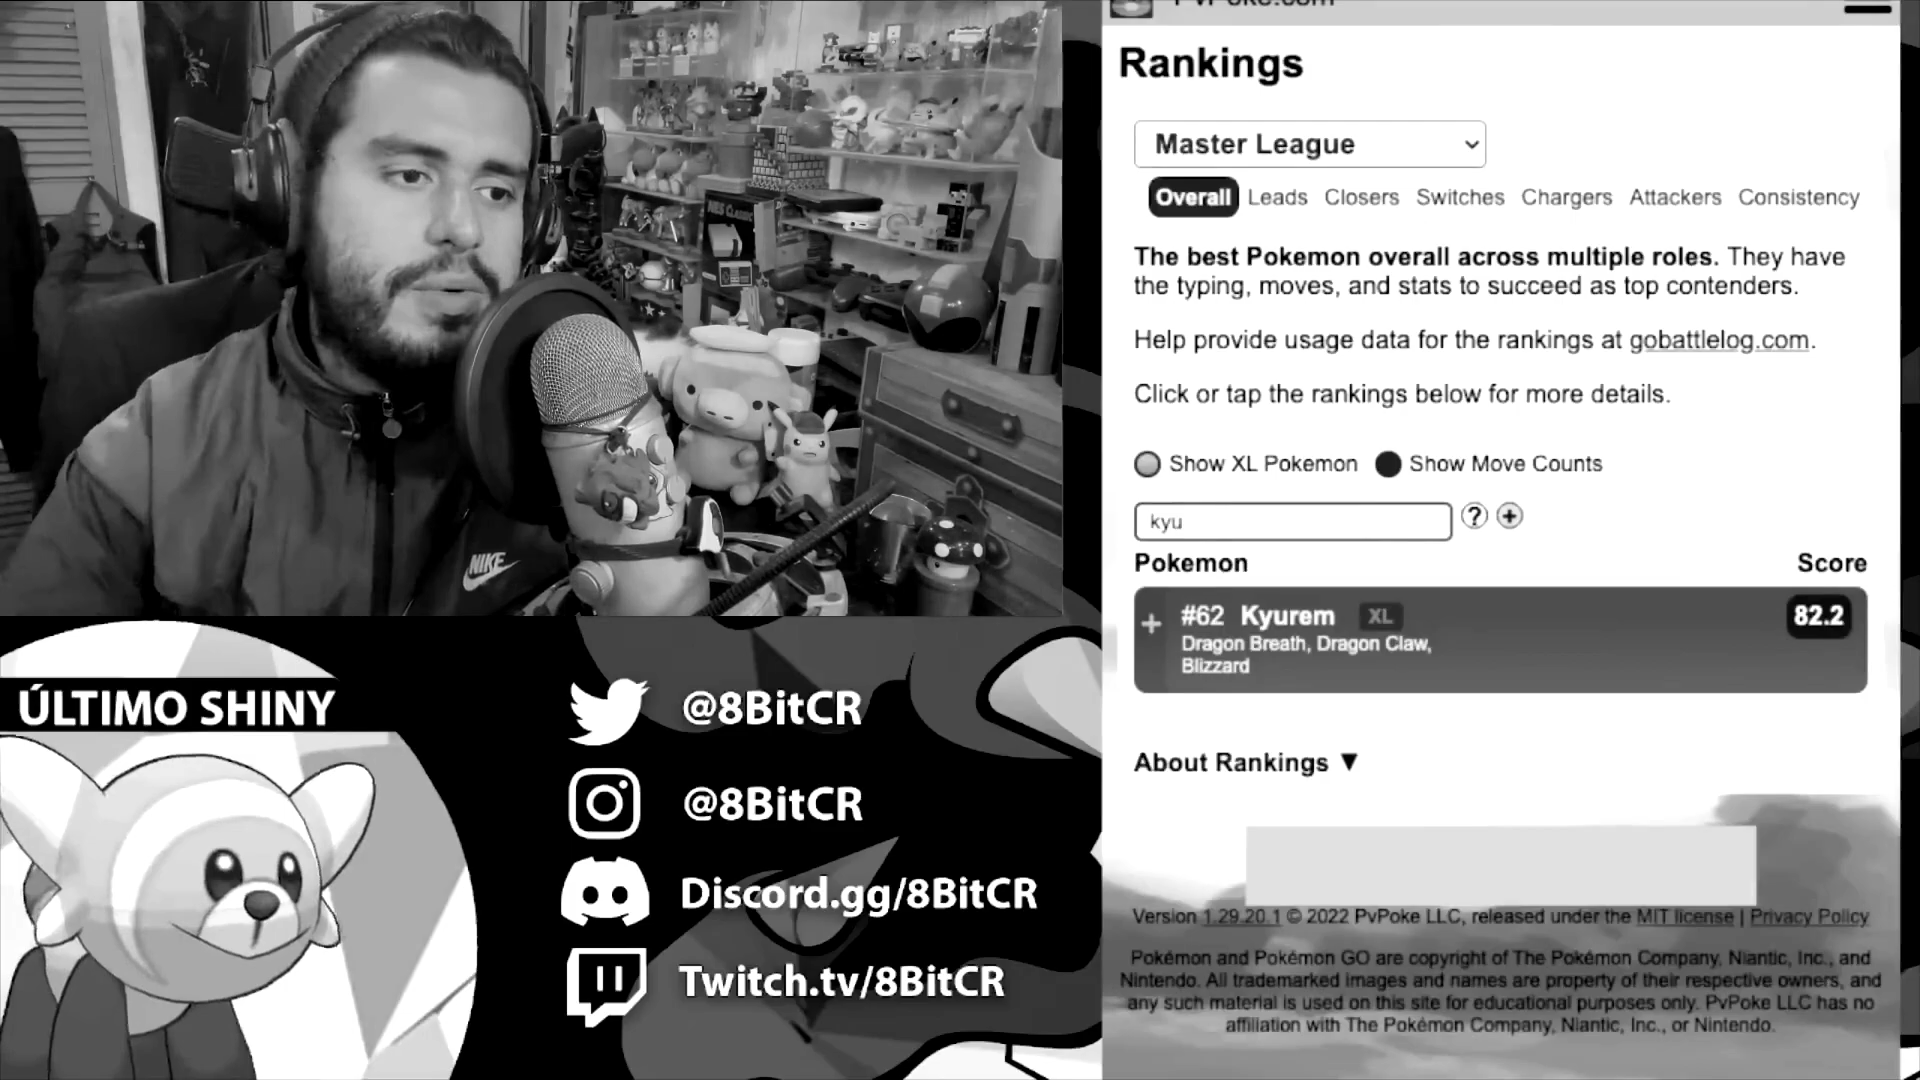 PvPoke.com
Rankings
Master League
Overall Leads Closers Switches Chargers Attackers Consistency
The best Pokemon overall across multiple roles. They have
the typing, moves, and stats to succeed as top contenders.
Help provide usage data for the rankings at gobattlelog.com.
Click or tap the rankings below for more details.
Show XL Pokemon Show Move Counts
kyu ? +
Pokemon Score
+ #62 Kyurem XL 82.2
Dragon Breath, Dragon Claw,
Blizzard
About Rankings ▼
Version 1.29.20.1 © 2022 PvPoke LLC, released under the MIT license | Privacy Policy
Pokémon and Pokémon GO are copyright of The Pokémon Company, Niantic, Inc., and
Nintendo. All trademarked images and names are property of their respective owners, and
any such material is used on this site for educational purposes only. PvPoke LLC has no
affiliation with The Pokémon Company, Niantic, Inc., or Nintendo.
NES CLASSIC
NIKE
ÚLTIMO SHINY
@8BitCR
@8BitCR
Discord.gg/8BitCR
Twitch.tv/8BitCR